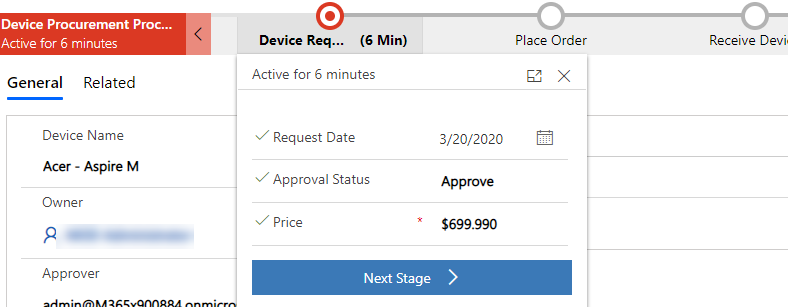 Device Procurement Proc...
Active for 6 minutes
Device Req... (6 Min)
Place Order
Receive Devi
General
Related
Active for 6 minutes
Device Name
Acer - Aspire M
Owner
Approver
admin@M365x900884.onmicro
Request Date
3/20/2020
Approval Status
Approve
Price
*
$699.990
Next Stage